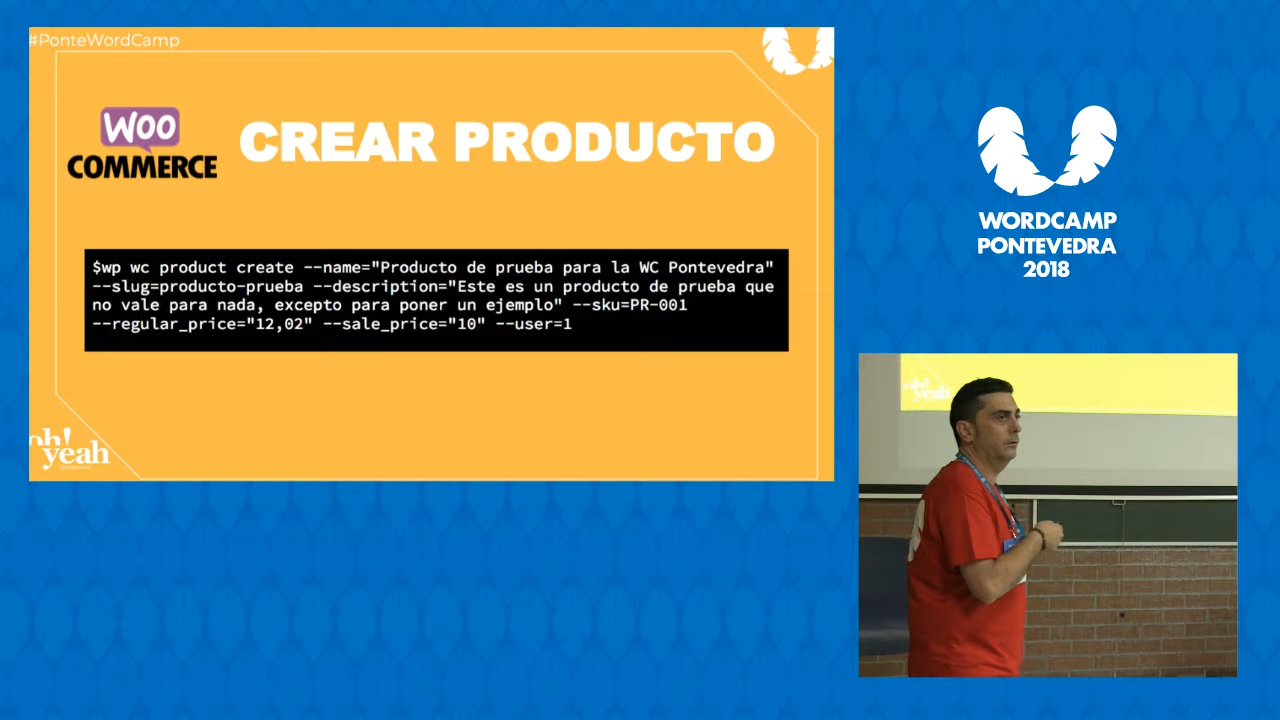 #PonteWordCamp
WOO
COMMERCE
CREAR PRODUCTO
$wp wc product create --name="Producto de prueba para la WC Pontevedra"
--slug=producto-prueba --description="Este es un producto de prueba que
no vale para nada, excepto para poner un ejemplo" --sku=PR-001
--regular_price="12,02" --sale_price="10" --user=1
oh!
yeah
WORDCAMP
PONTEVEDRA
2018
oh!
yeah